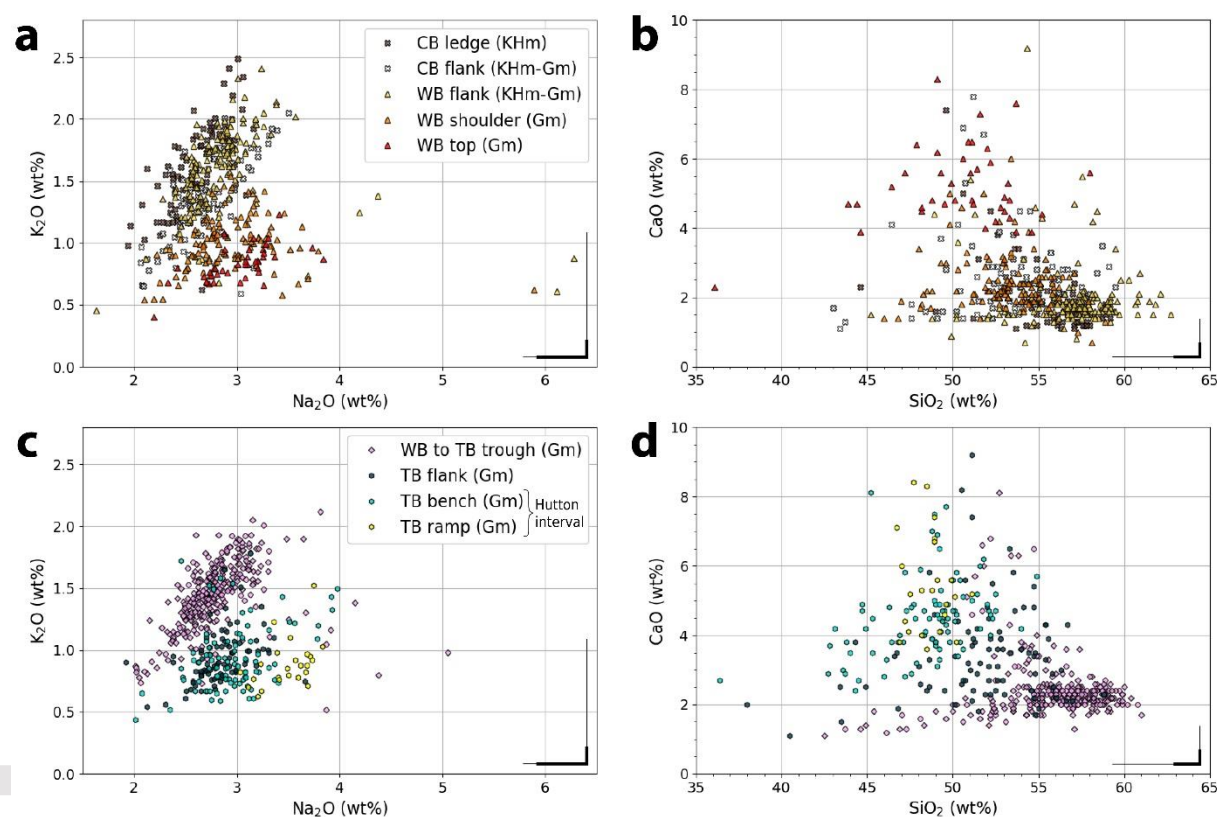 a
2.5
2.0
1.5
1.0
0.5
0.0
K₂O (wt%)
2 3 4 5 6
Na₂O (wt%)
CB ledge (KHm)
CB flank (KHm-Gm)
WB flank (KHm-Gm)
WB shoulder (Gm)
WB top (Gm)
b
10
8
6
4
2
0
CaO (wt%)
35 40 45 50 55 60 65
SiO₂ (wt%)
c
2.5
2.0
1.5
1.0
0.5
0.0
K₂O (wt%)
2 3 4 5 6
Na₂O (wt%)
WB to TB trough (Gm)
TB flank (Gm)
TB bench (Gm)
TB ramp (Gm)
Hutton
interval
d
10
8
6
4
2
0
CaO (wt%)
35 40 45 50 55 60 65
SiO₂ (wt%)